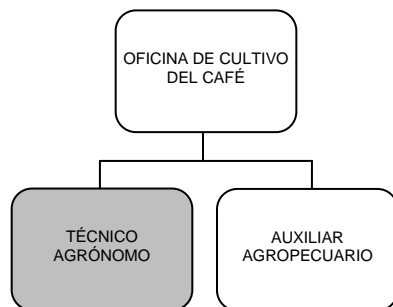 OFICINA DE CULTIVO
DEL CAFÉ
TÉCNICO
AGRÓNOMO
AUXILIAR
AGROPECUARIO